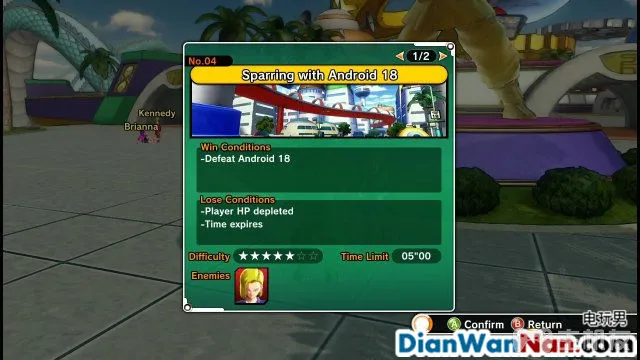 No.04
1/2
Sparring with Android 18
Kennedy
Brianna
Win Conditions
-Defeat Android 18
Lose Conditions
-Player HP depleted
-Time expires
Difficulty ★★★★★☆☆ Time Limit 05"00
Enemies
A Confirm B Return
电玩男
DianWanNan.com